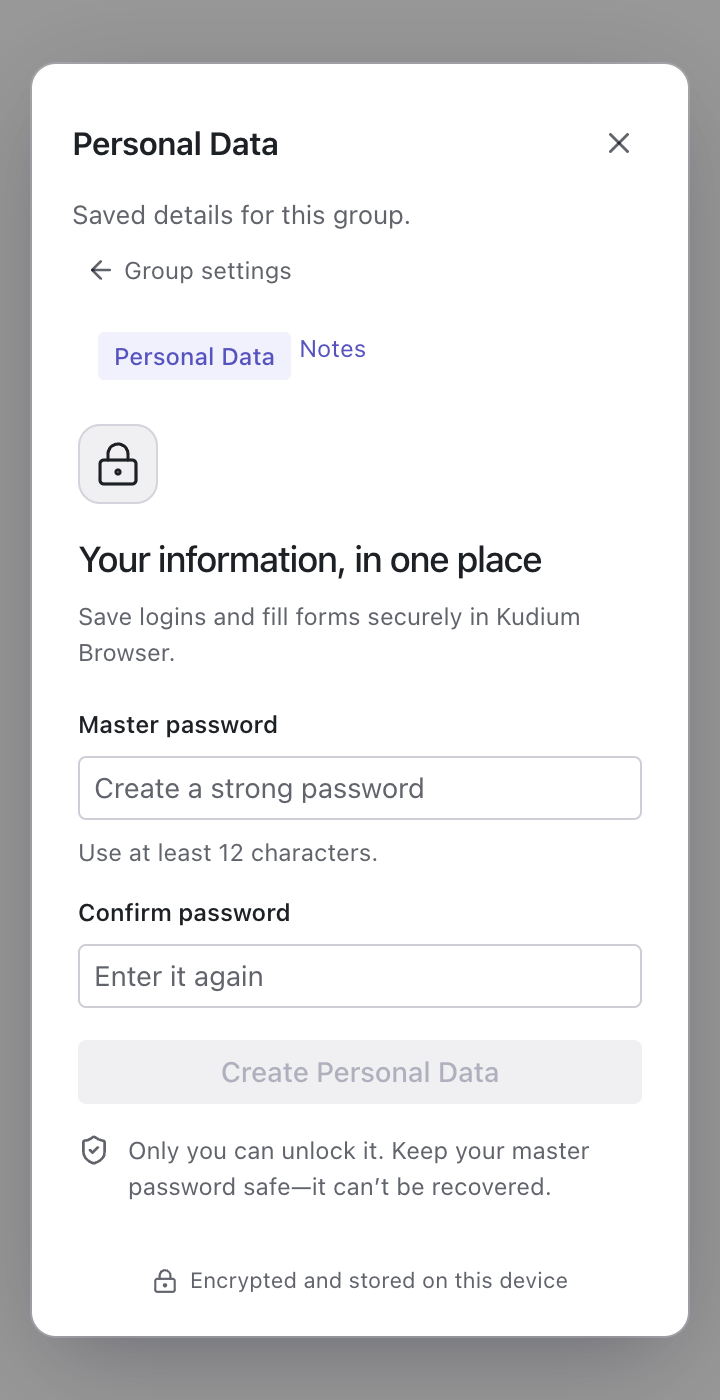 Personal Data
Saved details for this group.
Group settings
Personal Data
Notes
Your information, in one place
Save logins and fill forms securely in Kudium
Browser.
Master password
Create a strong password
Use at least 12 characters.
Confirm password
Enter it again
Create Personal Data
Only you can unlock it. Keep your master
password safe—it can’t be recovered.
Encrypted and stored on this device